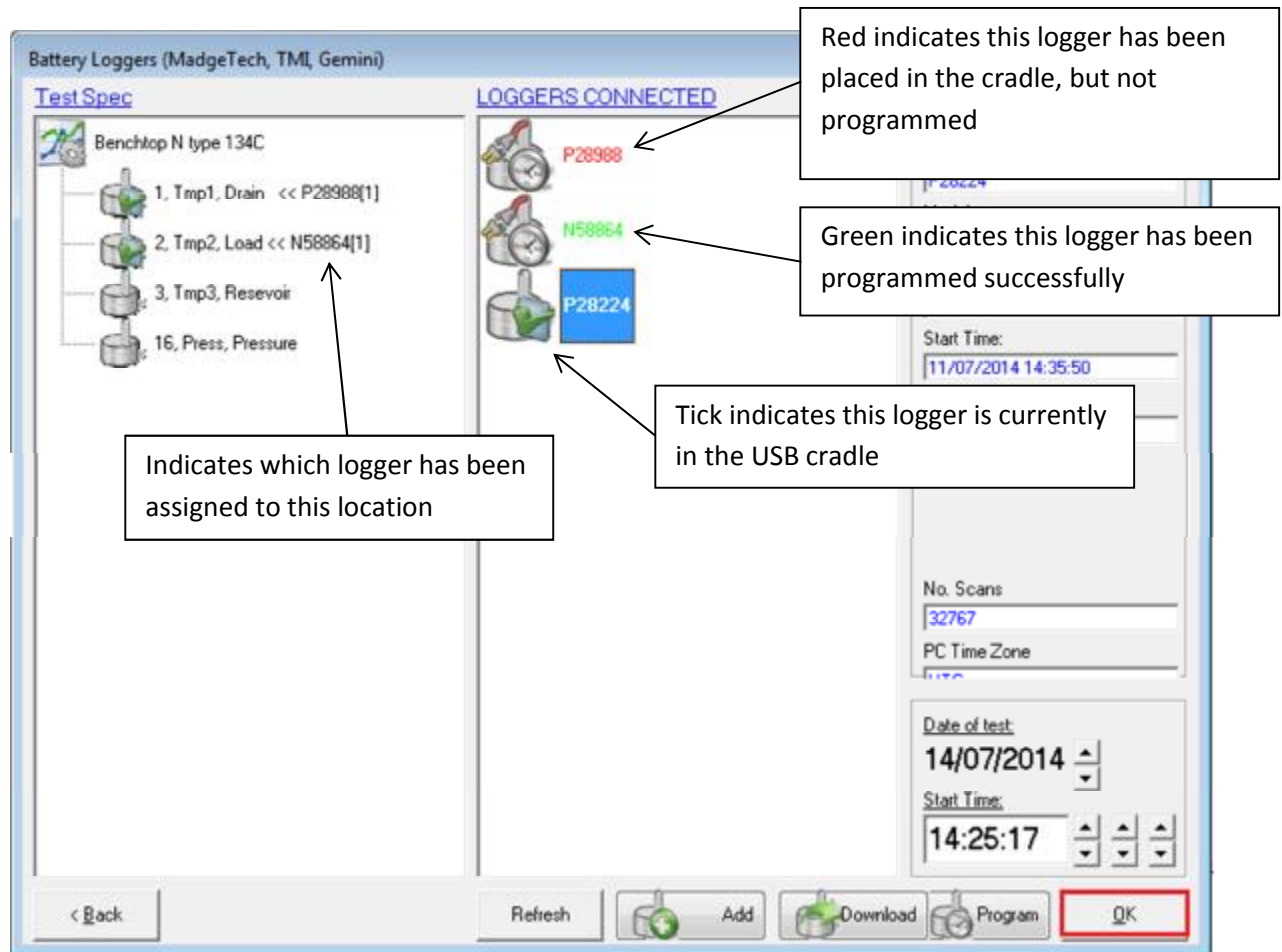 Battery Loggers (MadgeTech, TMI, Gemini)
Test Spec
Benchtop N type 134C
1, Tmp1, Drain << P28988[1]
2, Tmp2, Load << N58864[1]
3, Tmp3, Resevoir
16, Press, Pressure
Indicates which logger has been
assigned to this location
LOGGERS CONNECTED
P28988
N58864
P28224
Red indicates this logger has been
placed in the cradle, but not
programmed
P28224
Green indicates this logger has been
programmed successfully
Start Time:
11/07/2014 14:35:50
Tick indicates this logger is currently
in the USB cradle
No. Scans
32767
PC Time Zone
UTC
Date of test:
14/07/2014
Start Time:
14:25:17
< Back
Refresh
Add
Download
Program
OK